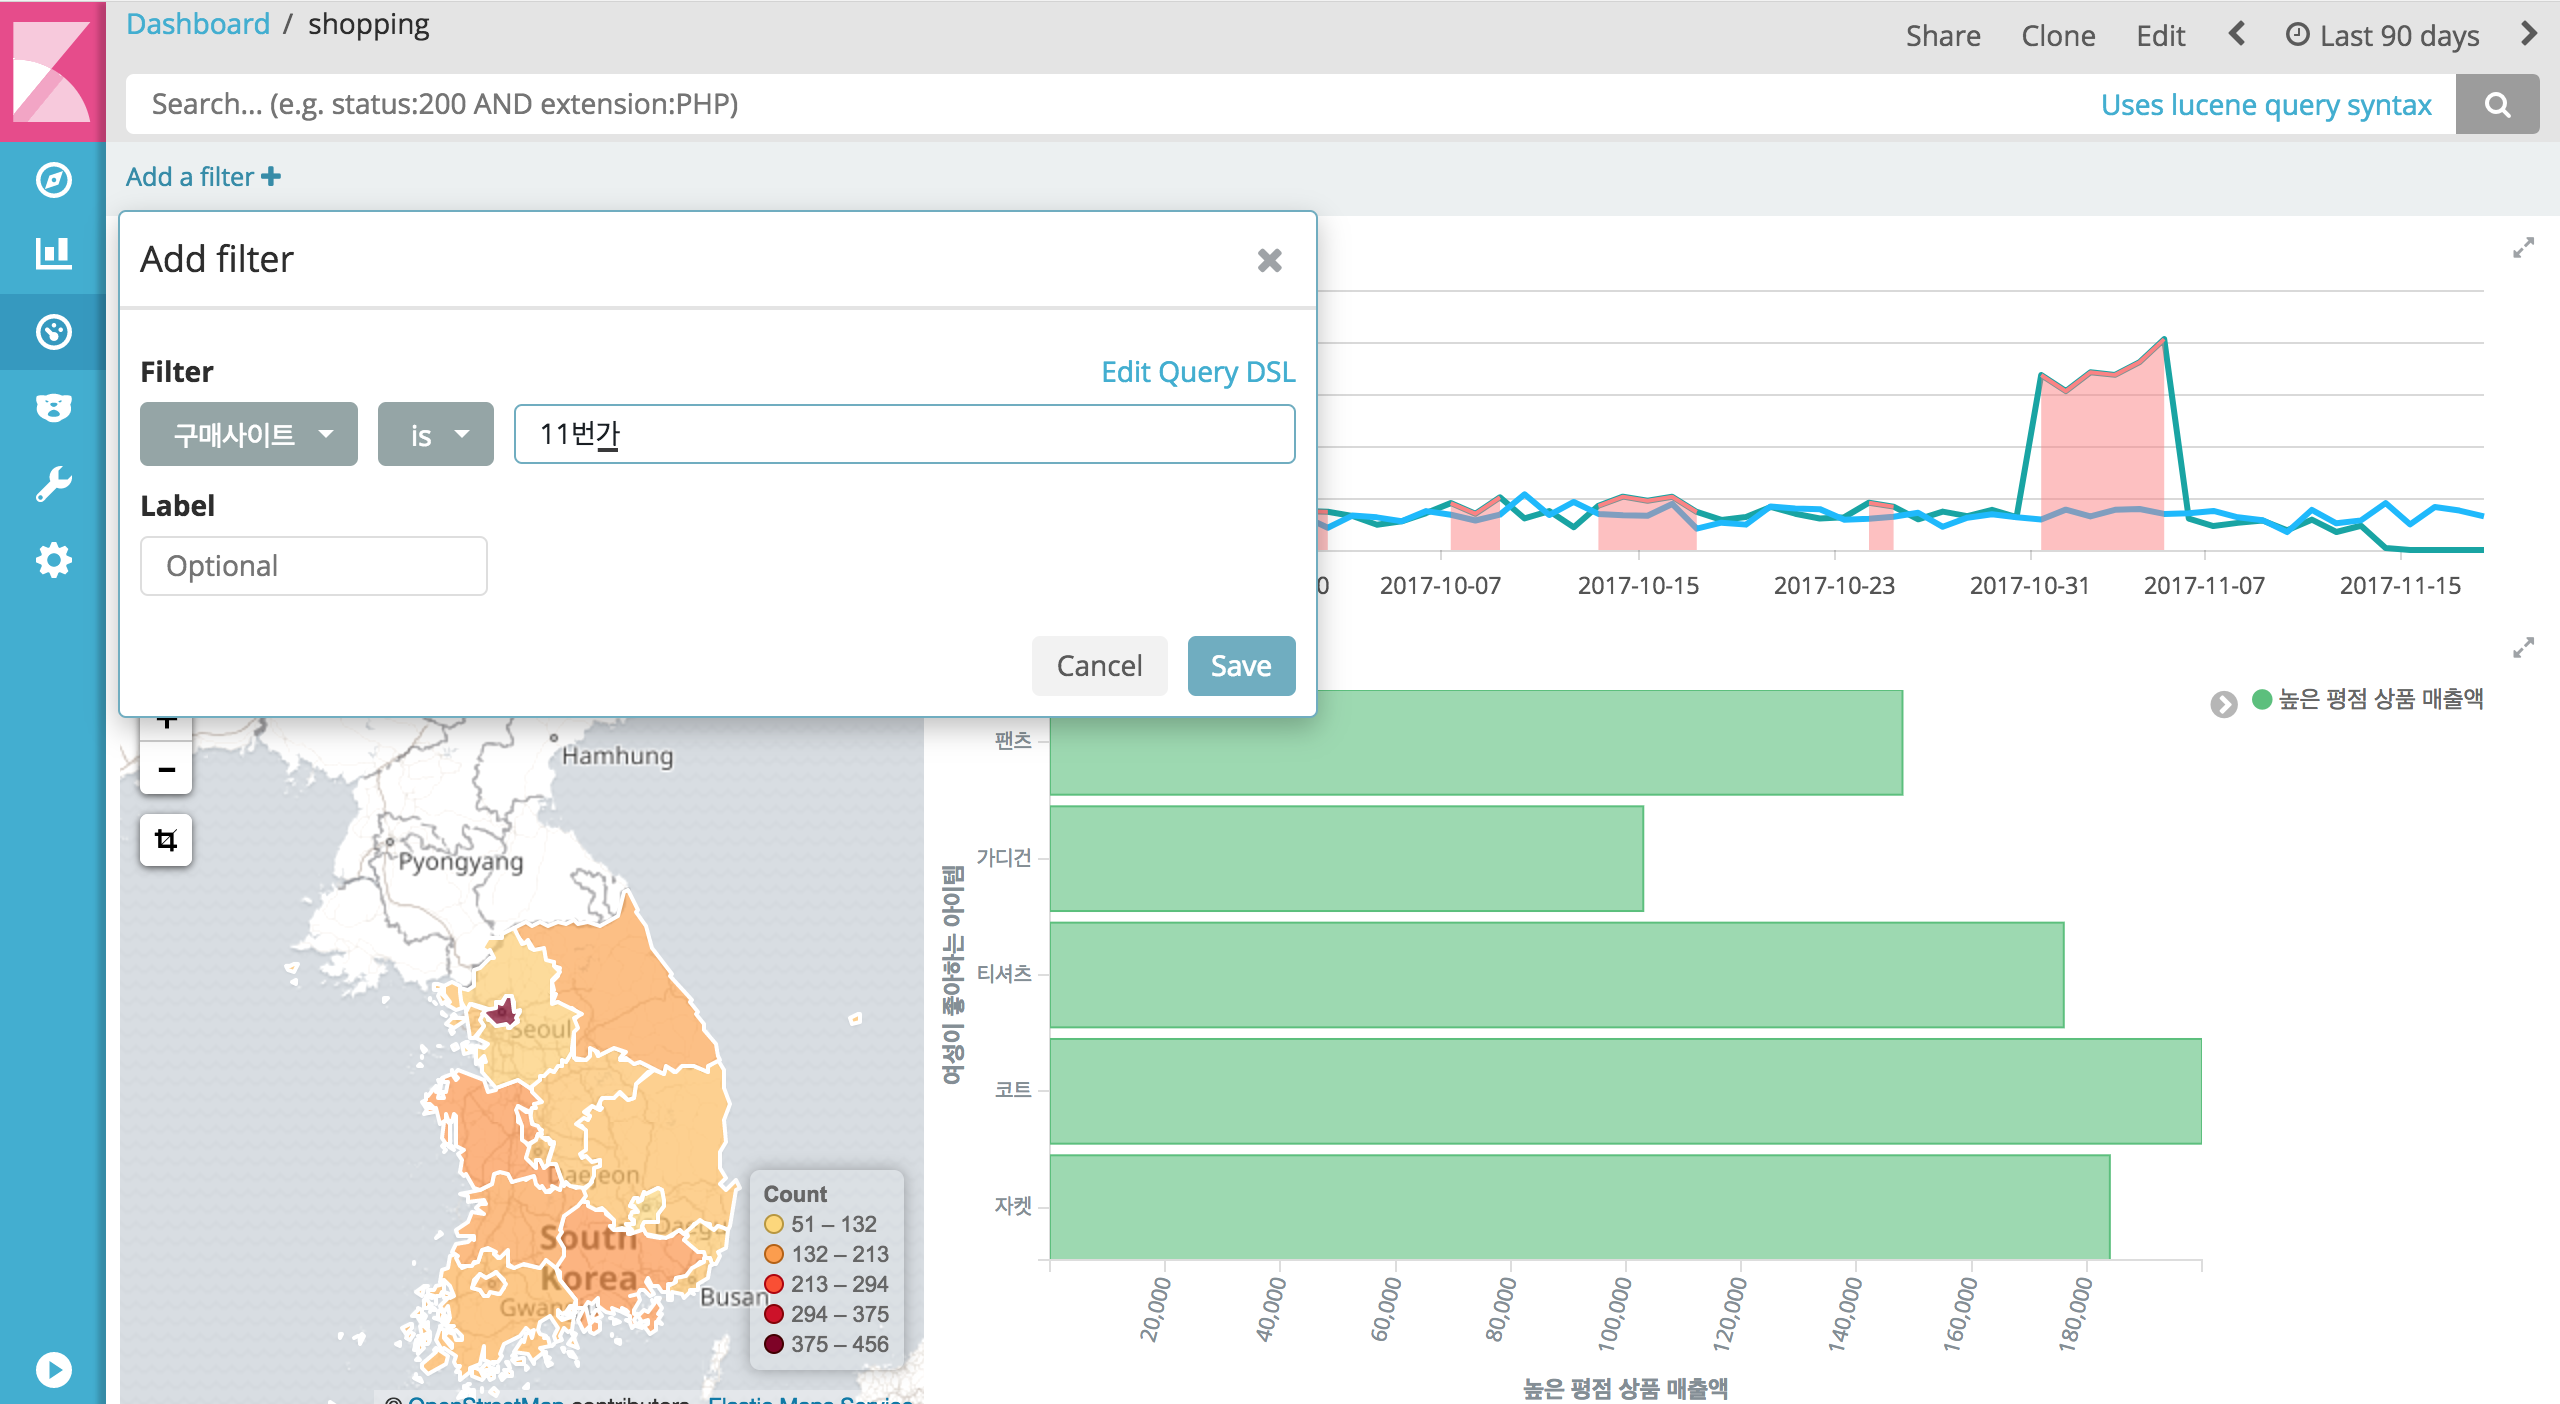 Dashboard / shopping
Share Clone Edit Last 90 days
Search... (e.g. status:200 AND extension:PHP)
Uses lucene query syntax
Add a filter
Add filter
Filter
Edit Query DSL
구매사이트
is
11번가
Label
Optional
Cancel
Save
0 2017-10-07 2017-10-15 2017-10-23 2017-10-31 2017-11-07 2017-11-15
+
−
Hamhung
Pyongyang
Seoul
Daejeon
Daegu
South
Korea
Busan
Count
51 – 132
132 – 213
213 – 294
294 – 375
375 – 456
© OpenStreetMap contributors , Elastic Maps Service
높은 평점 상품 매출액
여성이 좋아하는 아이템
팬츠
가디건
티셔츠
코트
자켓
20,000 40,000 60,000 80,000 100,000 120,000 140,000 160,000 180,000
높은 평점 상품 매출액